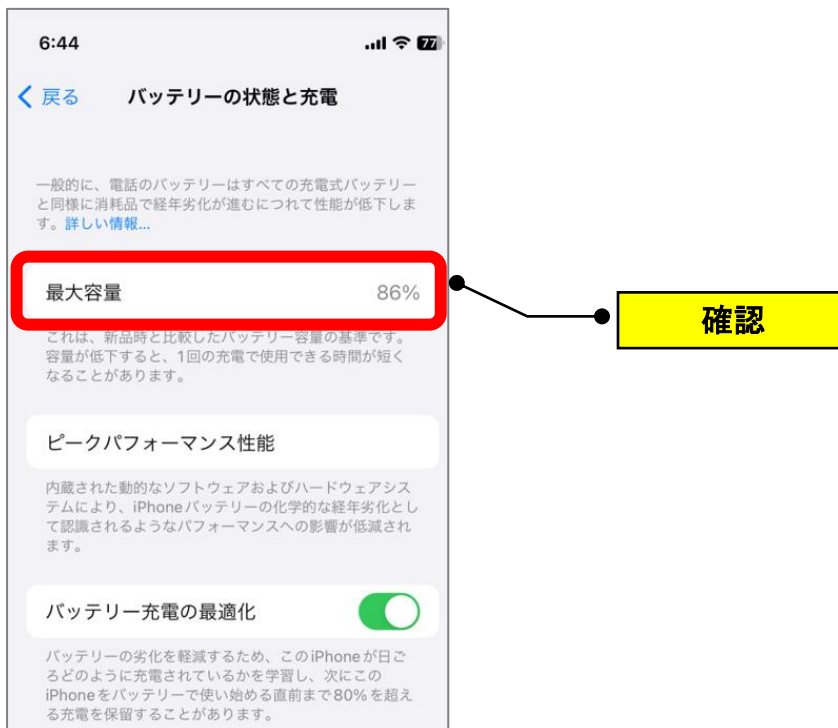 6:44
77
戻る
バッテリーの状態と充電
一般的に、電話のバッテリーはすべての充電式バッテリー
と同様に消耗品で経年劣化が進むにつれて性能が低下しま
す。詳しい情報...
最大容量 86%
確認
これは、新品時と比較したバッテリー容量の基準です。
容量が低下すると、1回の充電で使用できる時間が短く
なることがあります。
ピークパフォーマンス性能
内蔵された動的なソフトウェアおよびハードウェアシス
テムにより、iPhoneバッテリーの化学的な経年劣化とし
て認識されるようなパフォーマンスへの影響が低減され
ます。
バッテリー充電の最適化
バッテリーの劣化を軽減するため、このiPhoneが日ご
ろどのように充電されているかを学習し、次にこの
iPhoneをバッテリーで使い始める直前まで80%を超え
る充電を保留することがあります。